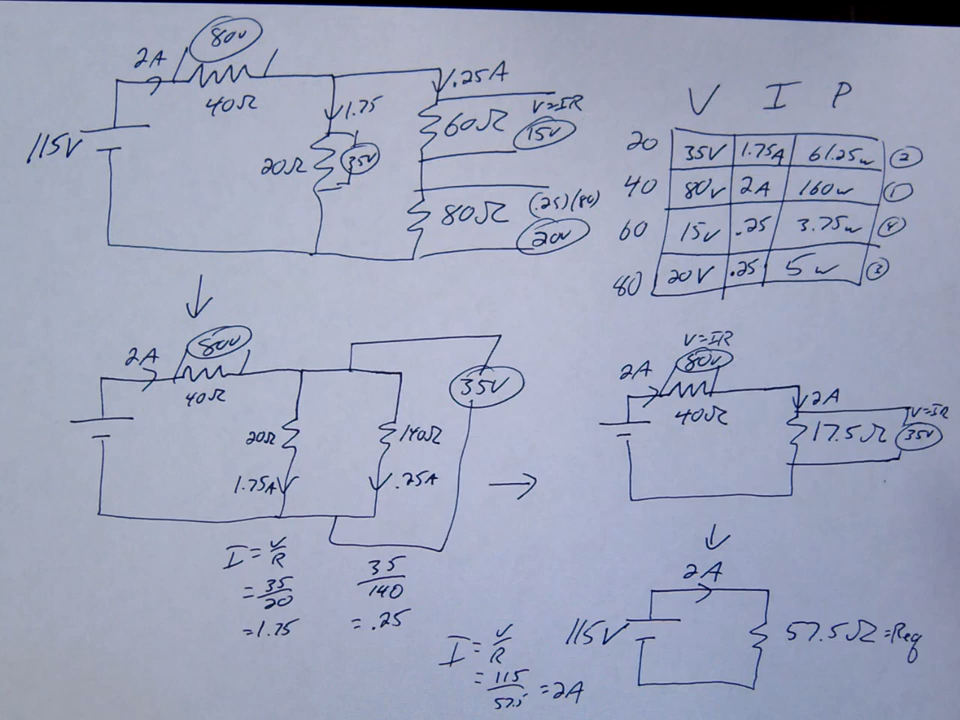 80V
2A
40Ω
115V
1.75
20Ω
35V
.25A
60Ω
V=IR
15V
80Ω
(.25)(80)
20V
V I P
20 35V 1.75A 61.25w ②
40 80V 2A 160w ①
60 15V .25 3.75w ④
80 20V .25 5w ③
80V
2A
40Ω
20Ω
140Ω
35V
1.75A
.25A
I = V/R
= 35/20
= 1.75
35/140
= .25
V=IR
80V
2A
40Ω
2A
17.5Ω
V=IR
35V
2A
115V
57.5Ω = Req
I = V/R
= 115/57.5 = 2A